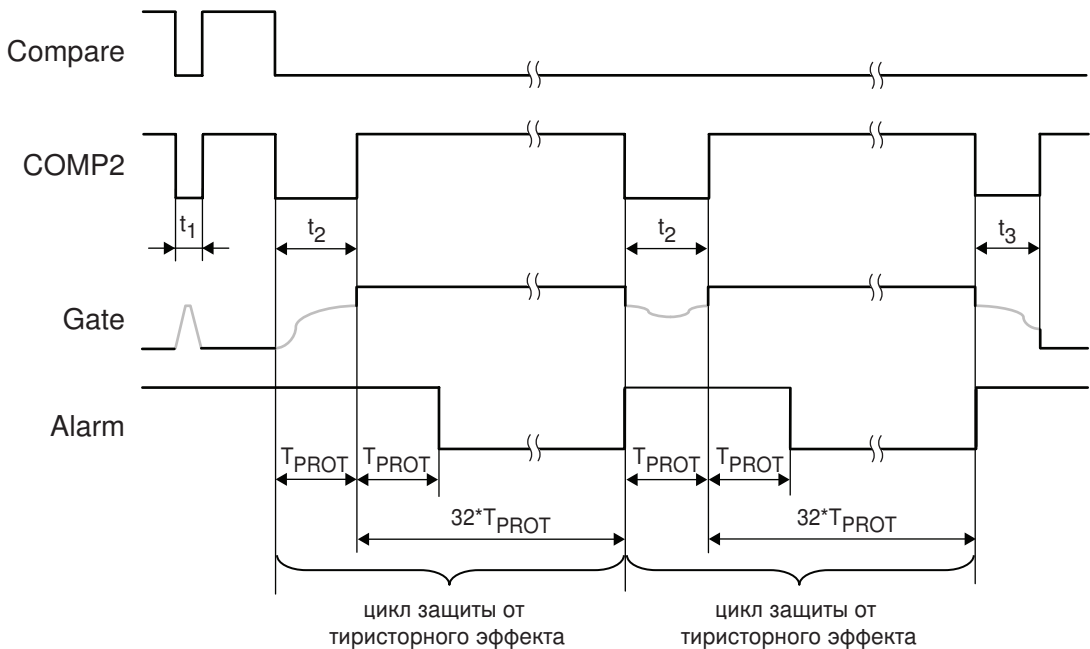 Compare
COMP2
t1
t2
t2
t3
Gate
Alarm
TPROT
TPROT
TPROT
TPROT
32*TPROT
32*TPROT
цикл защиты от
тиристорного эффекта
цикл защиты от
тиристорного эффекта